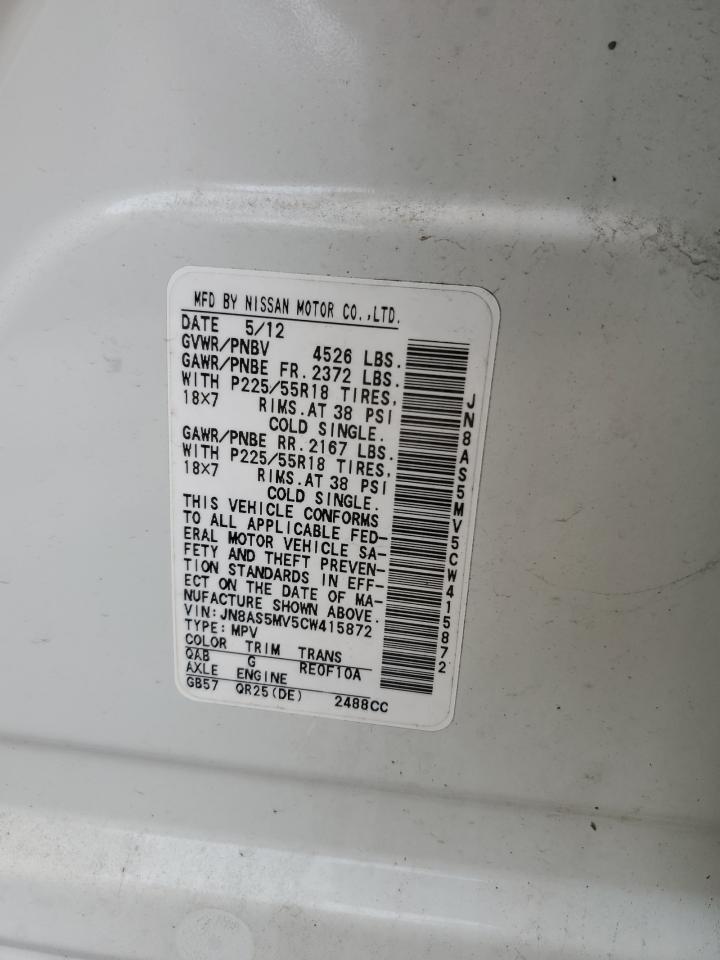 MFD BY NISSAN MOTOR CO.,LTD.
DATE 5/12
GVWR/PNBV 4526 LBS.
GAWR/PNBE FR. 2372 LBS.
WITH P225/55R18 TIRES,
18X7 RIMS.AT 38 PSI
COLD SINGLE.
GAWR/PNBE RR. 2167 LBS.
WITH P225/55R18 TIRES,
18X7 RIMS.AT 38 PSI
COLD SINGLE.
THIS VEHICLE CONFORMS
TO ALL APPLICABLE FED-
ERAL MOTOR VEHICLE SA-
FETY AND THEFT PREVEN-
TION STANDARDS IN EFF-
ECT ON THE DATE OF MA-
NUFACTURE SHOWN ABOVE.
VIN:JN8AS5MV5CW415872
TYPE:MPV
COLOR TRIM TRANS
QAB G RE0F10A
AXLE ENGINE
GB57 QR25(DE) 2488CC
JN8AS5MV5CW415872